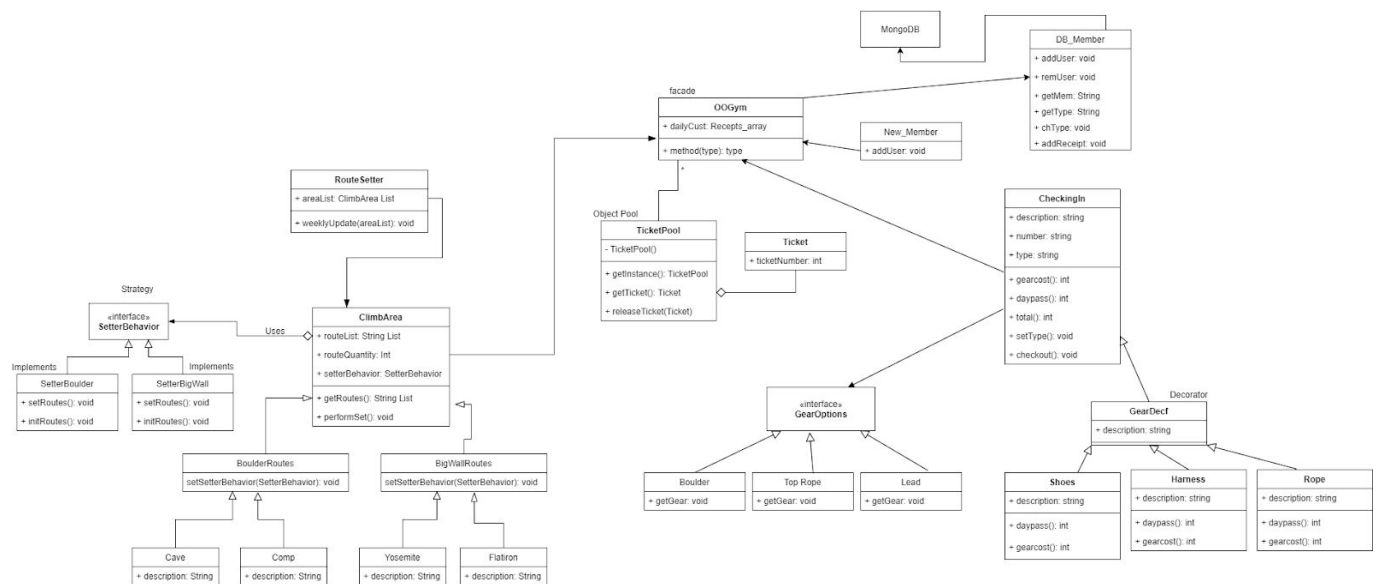 MongoDB
DB_Member
+ addUser: void
+ remUser: void
+ getMem: String
+ getType: String
+ chType: void
+ addReceipt: void
facade
OOGym
+ dailyCust: Recepts_array
+ method(type): type
*
New_Member
+ addUser: void
RouteSetter
+ areaList: ClimbArea List
+ weeklyUpdate(areaList): void
Object Pool
TicketPool
- TicketPool()
+ getInstance(): TicketPool
+ getTicket(): Ticket
+ releaseTicket(Ticket)
Ticket
+ ticketNumber: int
CheckingIn
+ description: string
+ number: string
+ type: string
+ gearcost(): int
+ daypass(): int
+ total(): int
+ setType(): void
+ checkout(): void
Strategy
«interface»
SetterBehavior
Uses
ClimbArea
+ routeList: String List
+ routeQuantity: Int
+ setterBehavior: SetterBehavior
+ getRoutes(): String List
+ performSet(): void
Implements
Implements
SetterBoulder
+ setRoutes(): void
+ initRoutes(): void
SetterBigWall
+ setRoutes(): void
+ initRoutes(): void
«interface»
GearOptions
Decorator
GearDecf
+ description: string
BoulderRoutes
setSetterBehavior(SetterBehavior): void
BigWallRoutes
setSetterBehavior(SetterBehavior): void
Boulder
+ getGear: void
Top Rope
+ getGear: void
Lead
+ getGear: void
Shoes
+ description: string
+ daypass(): int
+ gearcost(): int
Harness
+ description: string
+ daypass(): int
+ gearcost(): int
Rope
+ description: string
+ daypass(): int
+ gearcost(): int
Cave
+ description: String
Comp
+ description: String
Yosemite
+ description: String
Flatiron
+ description: String